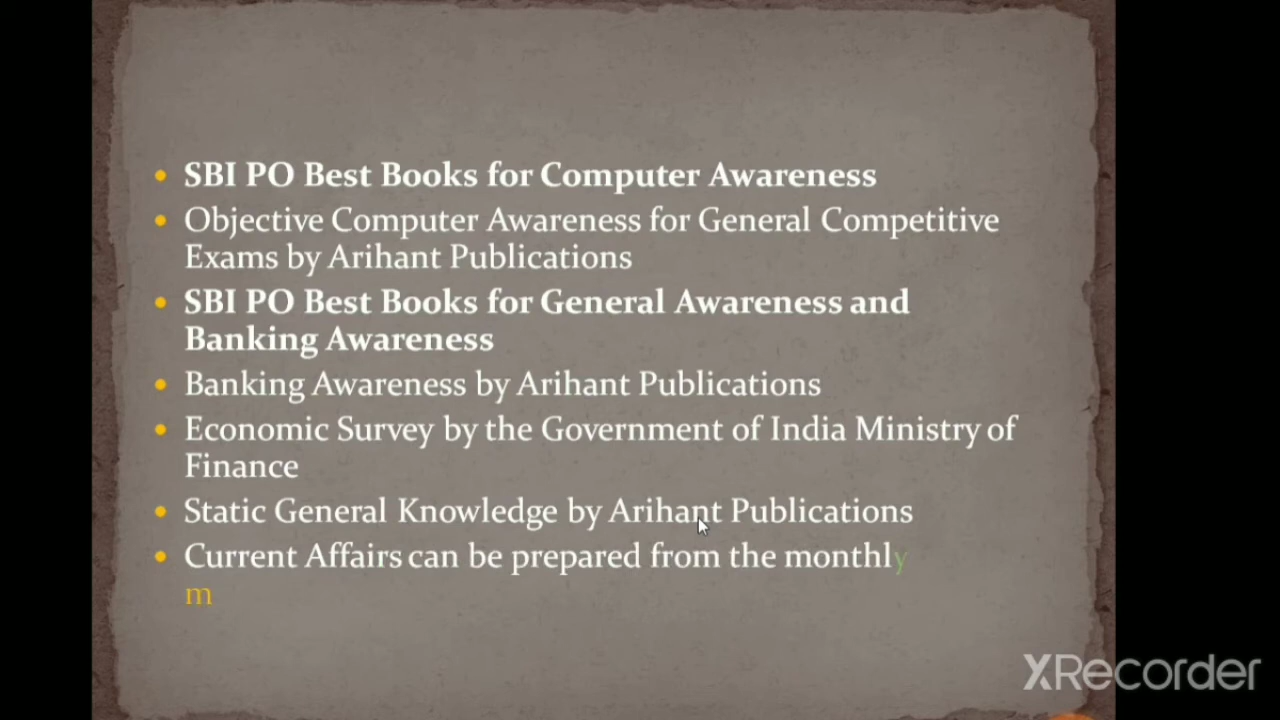 SBI PO Best Books for Computer Awareness
Objective Computer Awareness for General Competitive
Exams by Arihant Publications
SBI PO Best Books for General Awareness and
Banking Awareness
Banking Awareness by Arihant Publications
Economic Survey by the Government of India Ministry of
Finance
Static General Knowledge by Arihant Publications
Current Affairs can be prepared from the monthly
m
XRecorder